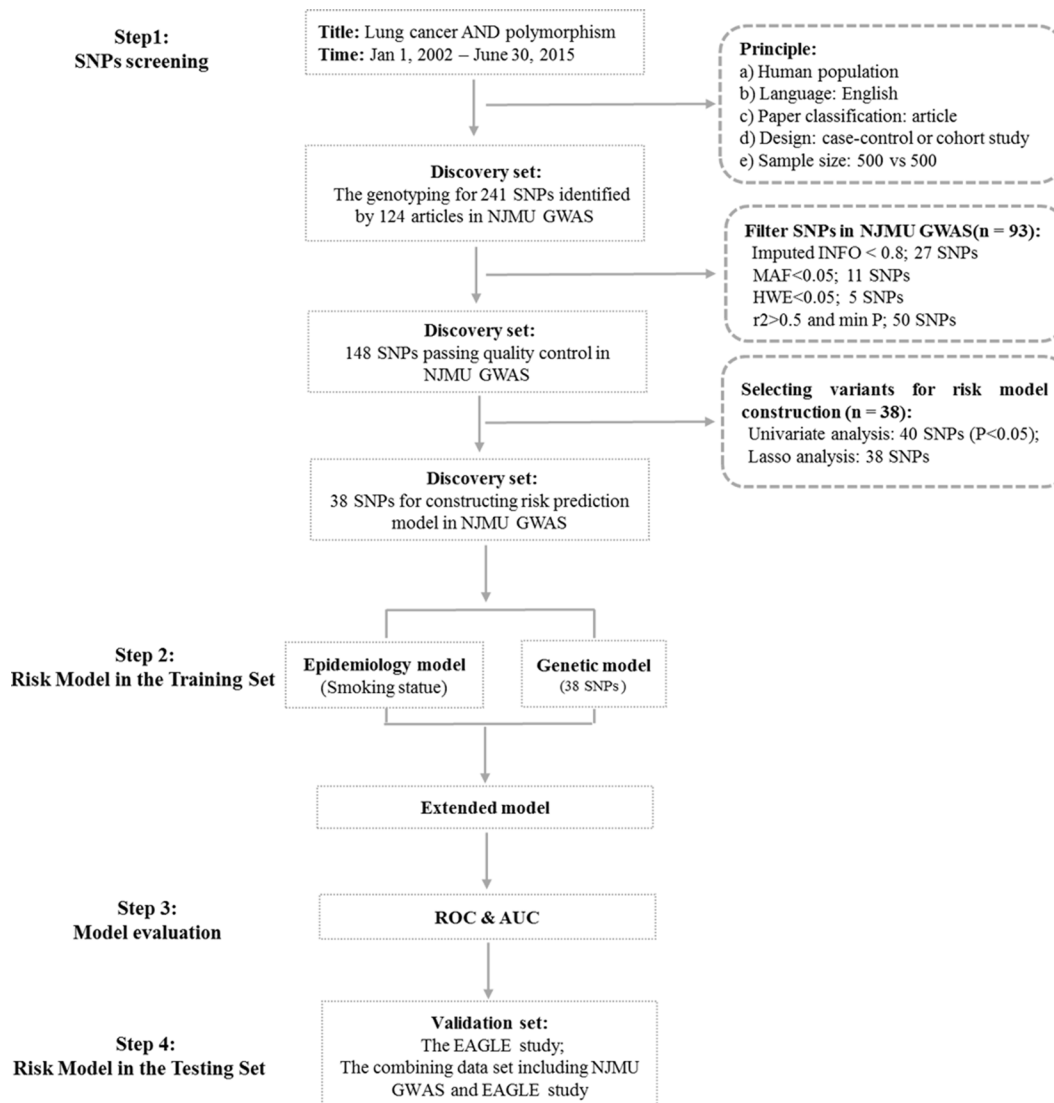 Step1:
SNPs screening
Title: Lung cancer AND polymorphism
Time: Jan 1, 2002 – June 30, 2015
Principle:
a) Human population
b) Language: English
c) Paper classification: article
d) Design: case-control or cohort study
e) Sample size: 500 vs 500
Discovery set:
The genotyping for 241 SNPs identified
by 124 articles in NJMU GWAS
Filter SNPs in NJMU GWAS(n = 93):
Imputed INFO < 0.8; 27 SNPs
MAF<0.05; 11 SNPs
HWE<0.05; 5 SNPs
r2>0.5 and min P; 50 SNPs
Discovery set:
148 SNPs passing quality control in
NJMU GWAS
Selecting variants for risk model
construction (n = 38):
Univariate analysis: 40 SNPs (P<0.05);
Lasso analysis: 38 SNPs
Discovery set:
38 SNPs for constructing risk prediction
model in NJMU GWAS
Step 2:
Risk Model in the Training Set
Epidemiology model
(Smoking statue)
Genetic model
(38 SNPs )
Extended model
Step 3:
Model evaluation
ROC & AUC
Step 4:
Risk Model in the Testing Set
Validation set:
The EAGLE study;
The combining data set including NJMU
GWAS and EAGLE study